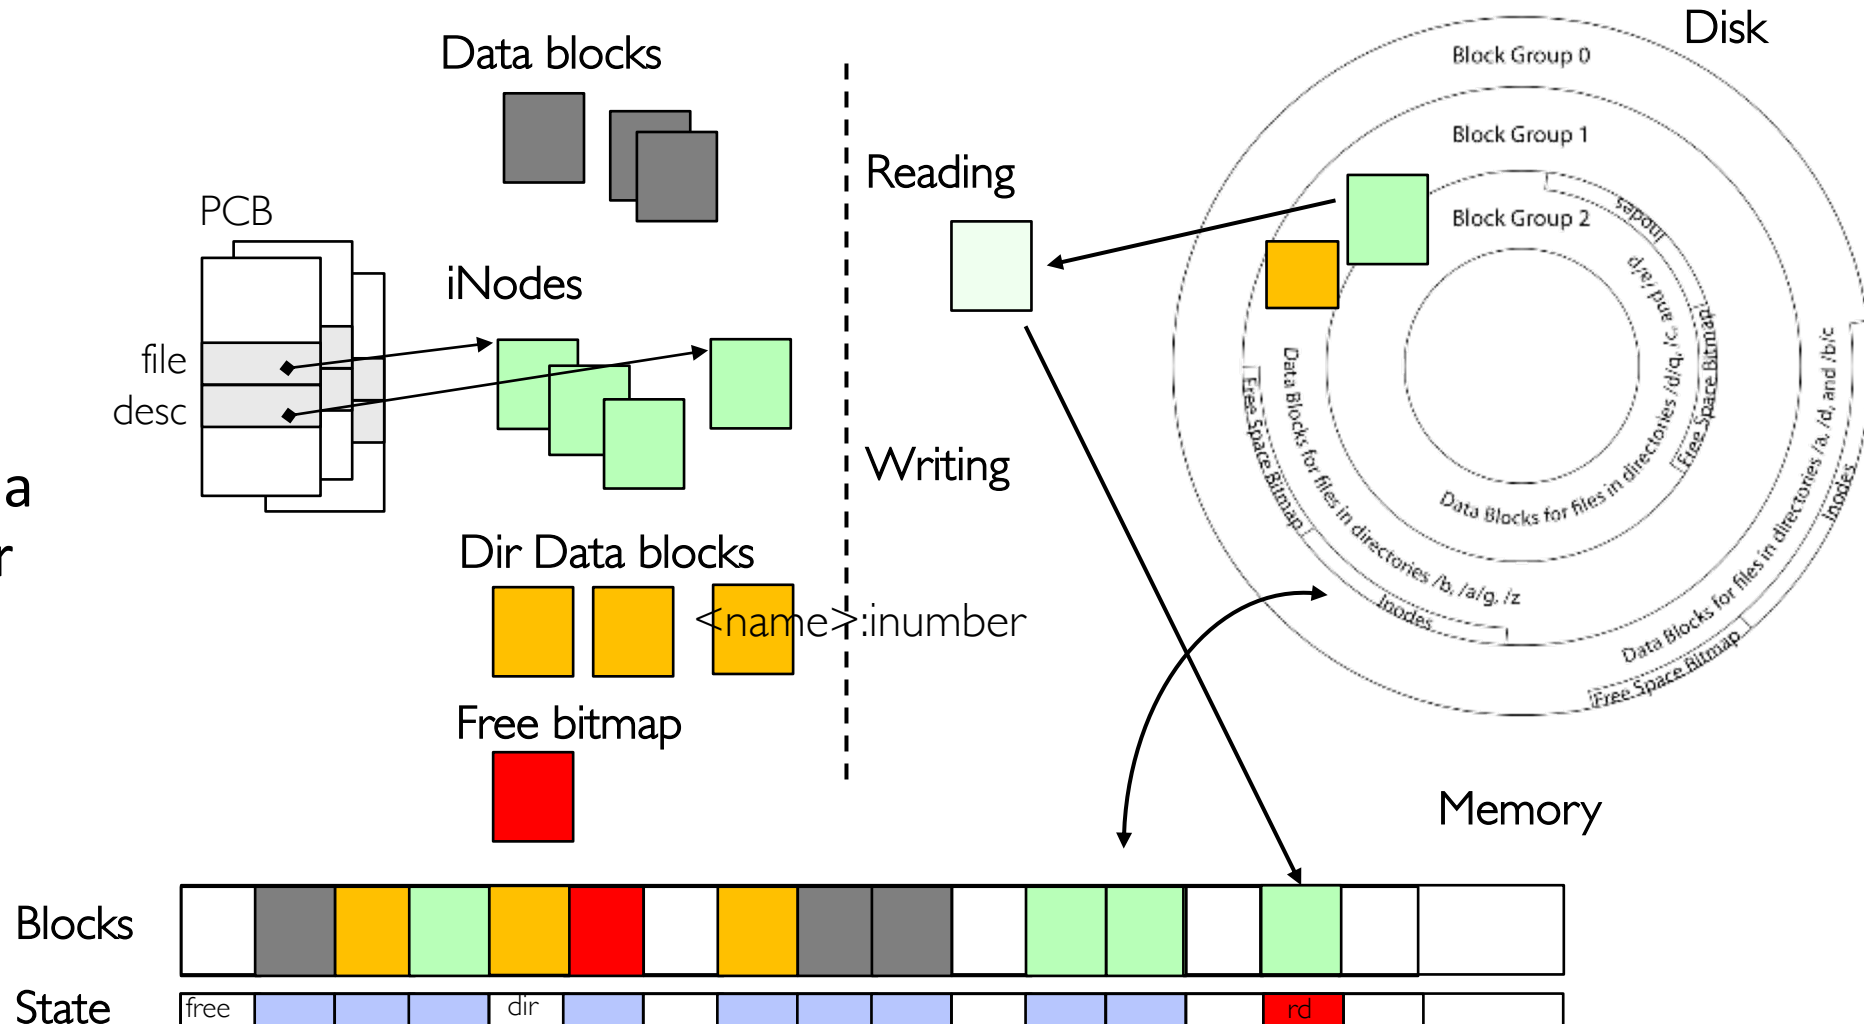 Disk
Data blocks
Block Group 0
Block Group 1
Reading
PCB
Block Group 2
Inodes
iNodes
file
desc
Data Blocks for files in directories /d/q, /c, and /a/p
Free Space Bitmap
Free Space Bitmap
Data Blocks for files in directories /b, /a/g, /z
Inodes
Data Blocks for files in directories /a, /d, and /b/c
Inodes
Free Space Bitmap
Writing
a
r
Dir Data blocks
<name>:inumber
Free bitmap
Memory
Blocks
State
free
dir
rd